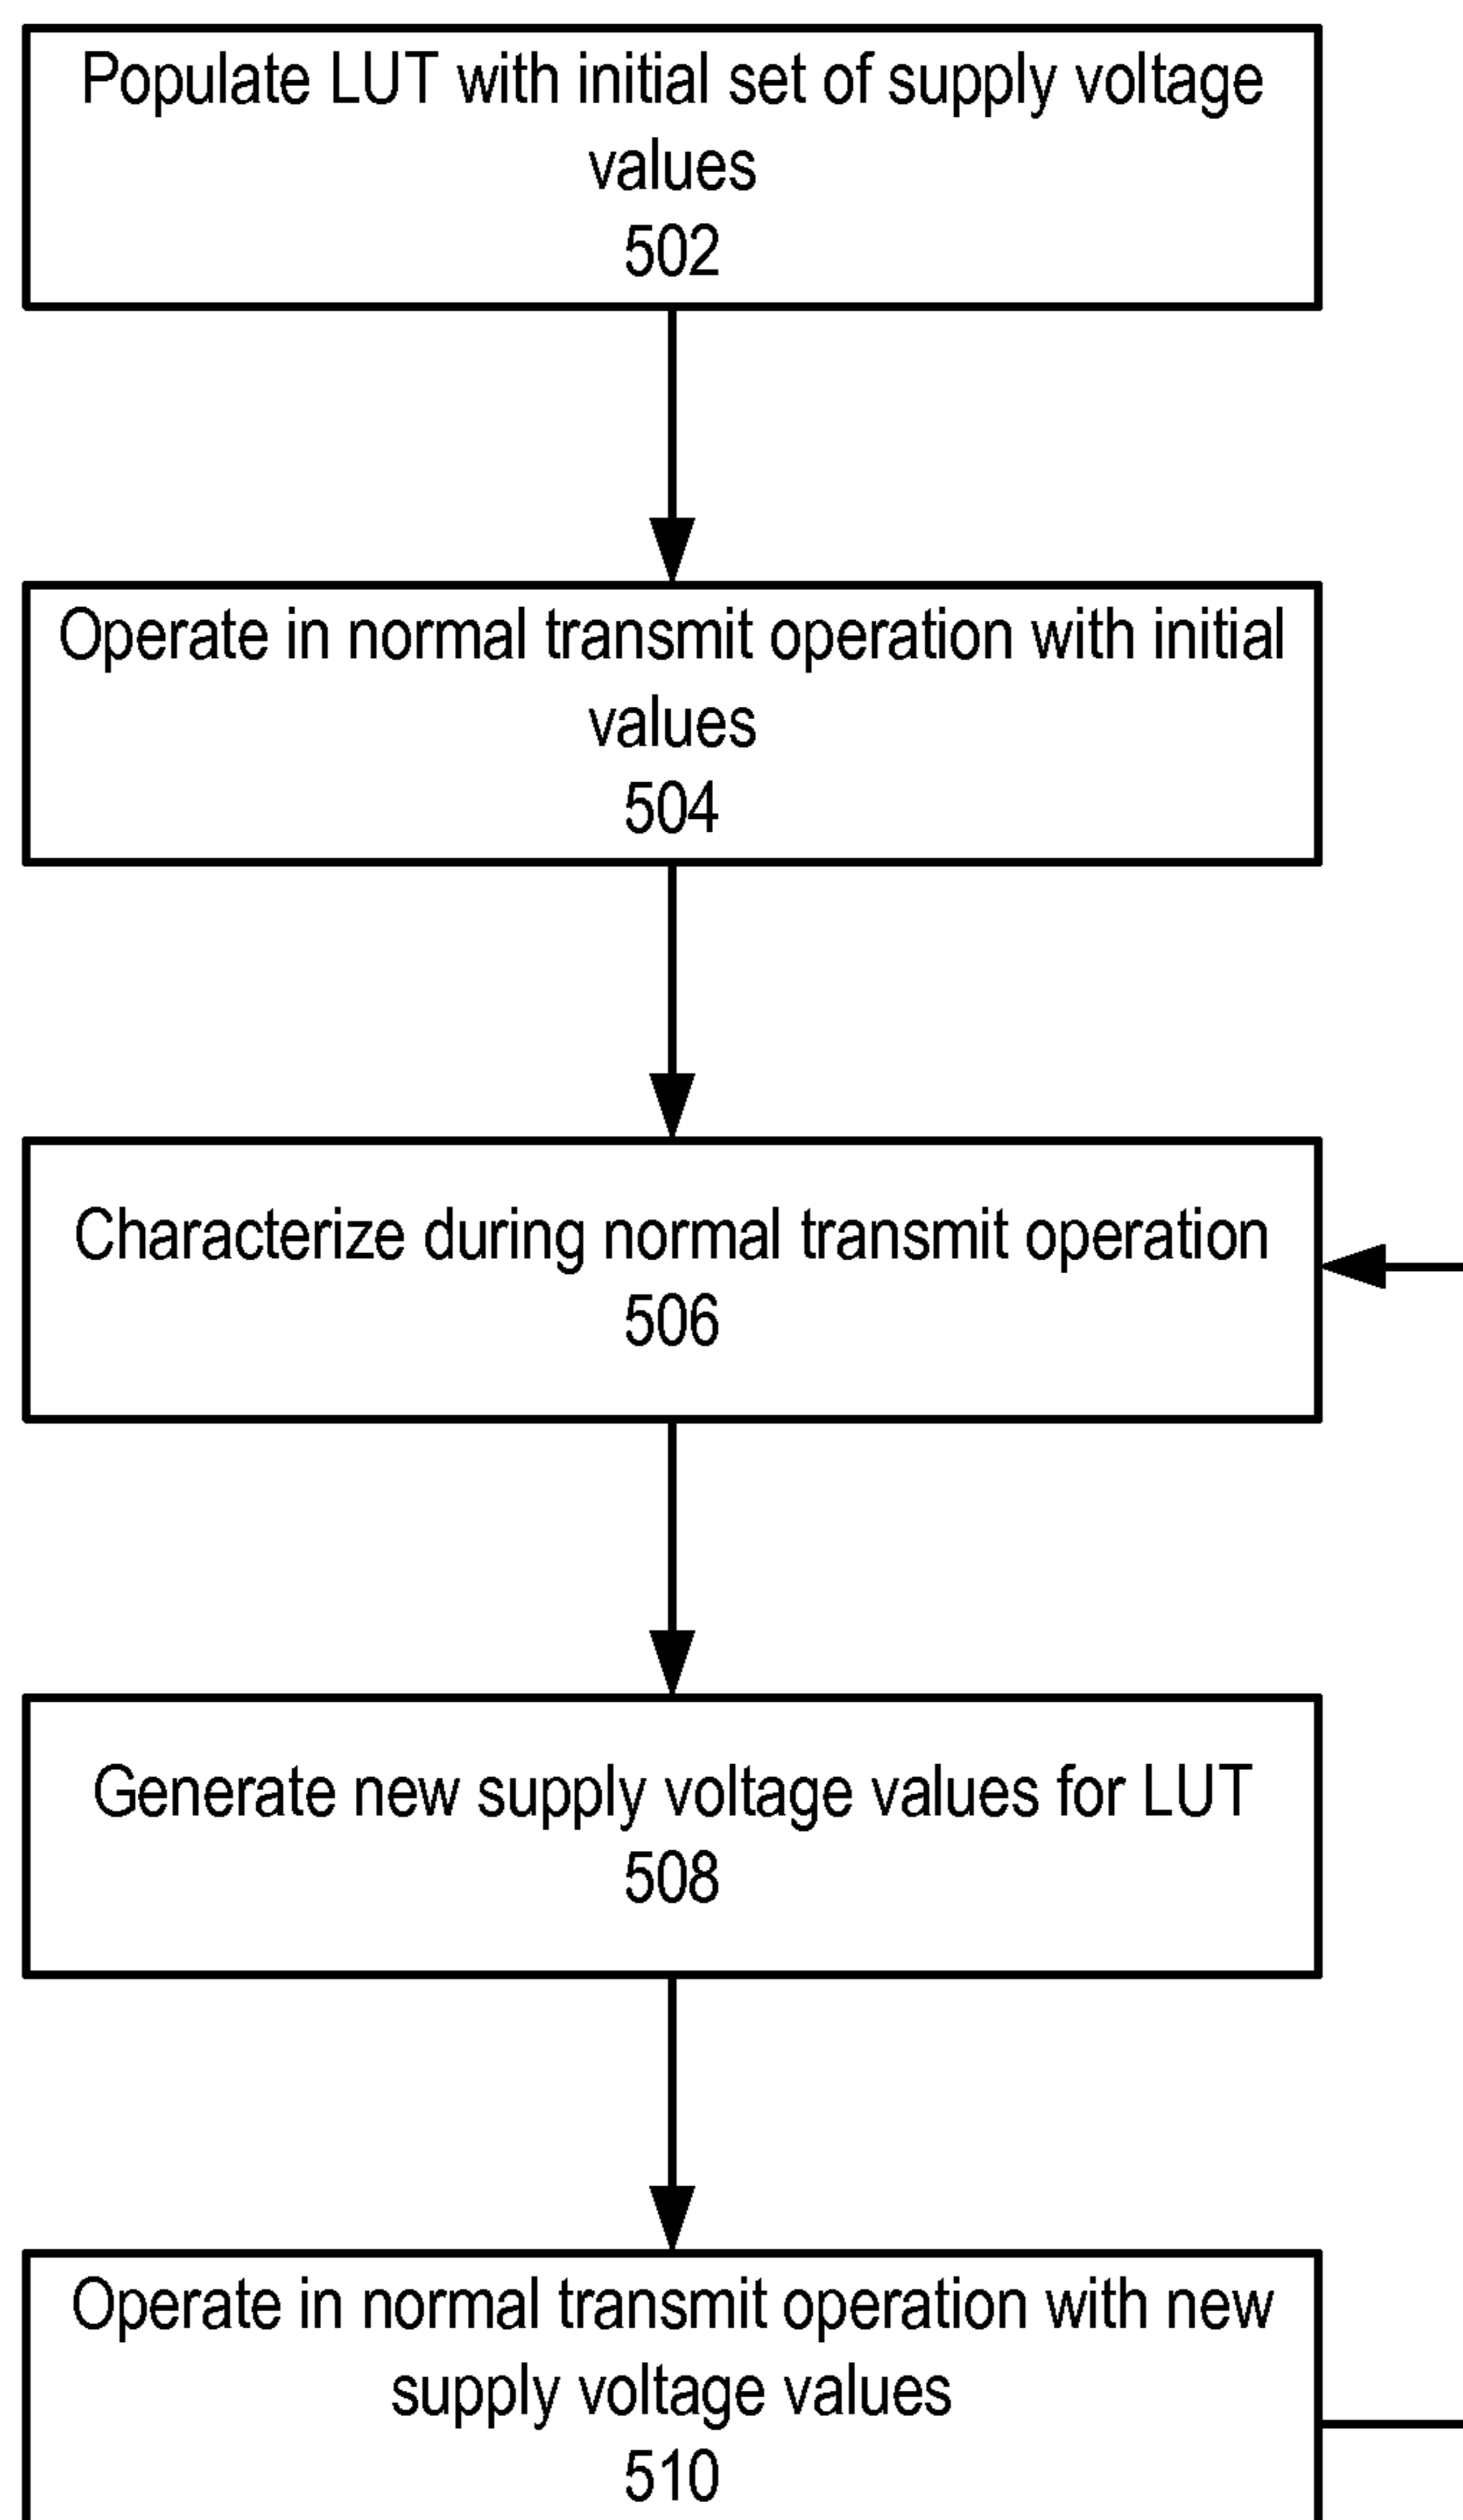 Populate LUT with initial set of supply voltage
values
502
Operate in normal transmit operation with initial
values
504
Characterize during normal transmit operation
506
Generate new supply voltage values for LUT
508
Operate in normal transmit operation with new
supply voltage values
510